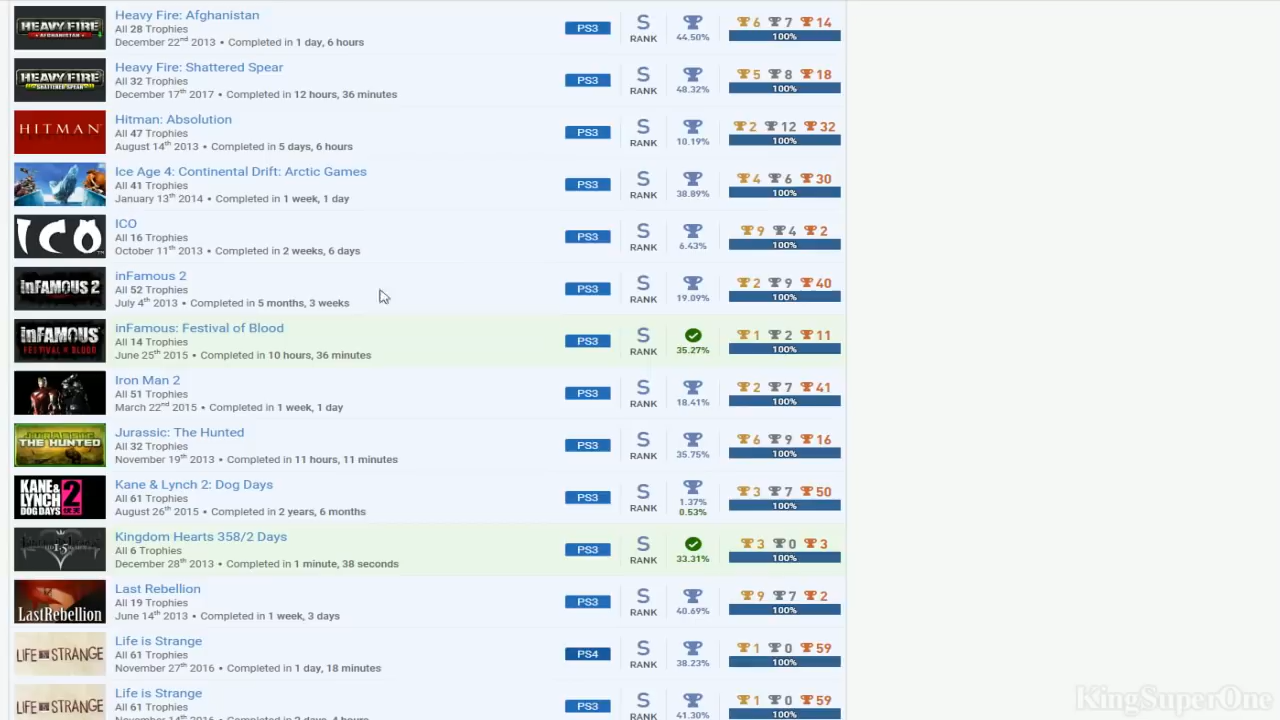 HEAVY FIRE
AFGHANISTAN
Heavy Fire: Afghanistan
All 28 Trophies
December 22nd 2013 • Completed in 1 day, 6 hours
PS3
S
RANK
44.50%
6 7 14
100%
HEAVY FIRE
SHATTERED SPEAR
Heavy Fire: Shattered Spear
All 32 Trophies
December 17th 2017 • Completed in 12 hours, 36 minutes
PS3
S
RANK
48.32%
5 8 18
100%
HITMAN
Hitman: Absolution
All 47 Trophies
August 14th 2013 • Completed in 5 days, 6 hours
PS3
S
RANK
10.19%
2 12 32
100%
Ice Age 4: Continental Drift: Arctic Games
All 41 Trophies
January 13th 2014 • Completed in 1 week, 1 day
PS3
S
RANK
38.89%
4 6 30
100%
ICO
ICO
All 16 Trophies
October 11th 2013 • Completed in 2 weeks, 6 days
PS3
S
RANK
6.43%
9 4 2
100%
inFAMOUS 2
inFamous 2
All 52 Trophies
July 4th 2013 • Completed in 5 months, 3 weeks
PS3
S
RANK
19.09%
2 9 40
100%
inFAMOUS
FESTIVAL OF BLOOD
inFamous: Festival of Blood
All 14 Trophies
June 25th 2015 • Completed in 10 hours, 36 minutes
PS3
S
RANK
35.27%
1 2 11
100%
Iron Man 2
All 51 Trophies
March 22nd 2015 • Completed in 1 week, 1 day
PS3
S
RANK
18.41%
2 7 41
100%
JURASSIC
THE HUNTED
Jurassic: The Hunted
All 32 Trophies
November 19th 2013 • Completed in 11 hours, 11 minutes
PS3
S
RANK
35.75%
6 9 16
100%
KANE &
LYNCH 2
DOG DAYS
Kane & Lynch 2: Dog Days
All 61 Trophies
August 26th 2015 • Completed in 2 years, 6 months
PS3
S
RANK
1.37%
0.53%
3 7 50
100%
1.5
Kingdom Hearts 358/2 Days
All 6 Trophies
December 28th 2013 • Completed in 1 minute, 38 seconds
PS3
S
RANK
33.31%
3 0 3
100%
LastRebellion
Last Rebellion
All 19 Trophies
June 14th 2013 • Completed in 1 week, 3 days
PS3
S
RANK
40.69%
9 7 2
100%
LIFE IS STRANGE
Life is Strange
All 61 Trophies
November 27th 2016 • Completed in 1 day, 18 minutes
PS4
S
RANK
38.23%
1 0 59
100%
LIFE IS STRANGE
Life is Strange
All 61 Trophies
November 14th 2016 • Completed in 2 days, 4 hours
PS3
S
RANK
41.30%
1 0 59
100%
KingSuperOne